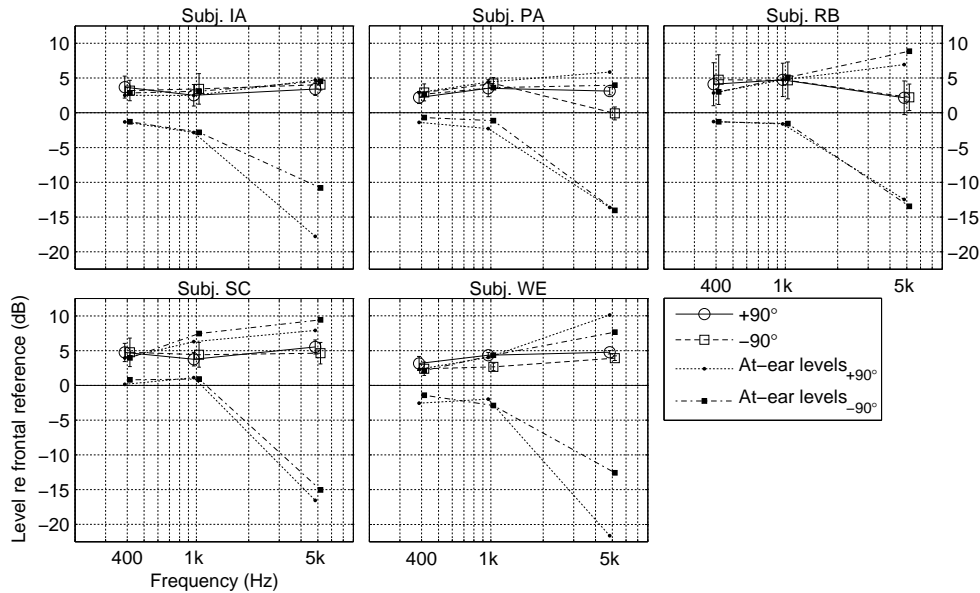 Subj. IA
Subj. PA
Subj. RB
10
5
0
−5
−10
−15
−20
10
5
0
−5
−10
−15
−20
400
1k
5k
Subj. SC
Subj. WE
10
5
0
−5
−10
−15
−20
400
1k
5k
400
1k
5k
Level re frontal reference (dB)
Frequency (Hz)
+90°
−90°
At−ear levels+90°
At−ear levels−90°